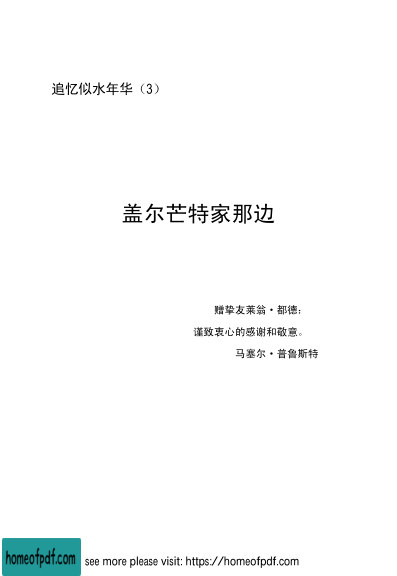 追忆似水年华（3）
盖尔芒特家那边
赠挚友莱翁·都德；
谨致衷心的感谢和敬意。
马塞尔·普鲁斯特
homeofpdf.com
see more please visit: https://homeofpdf.com